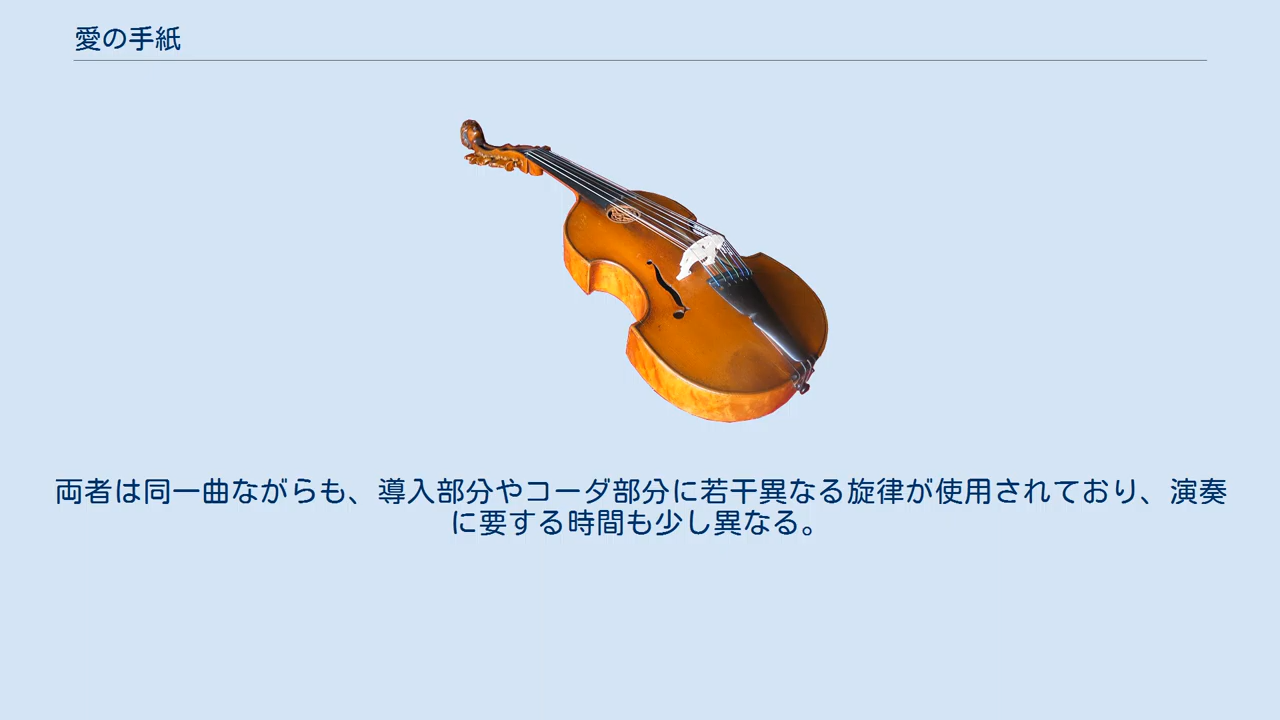 愛の手紙
両者は同一曲ながらも、導入部分やコーダ部分に若干異なる旋律が使用されており、演奏
に要する時間も少し異なる。